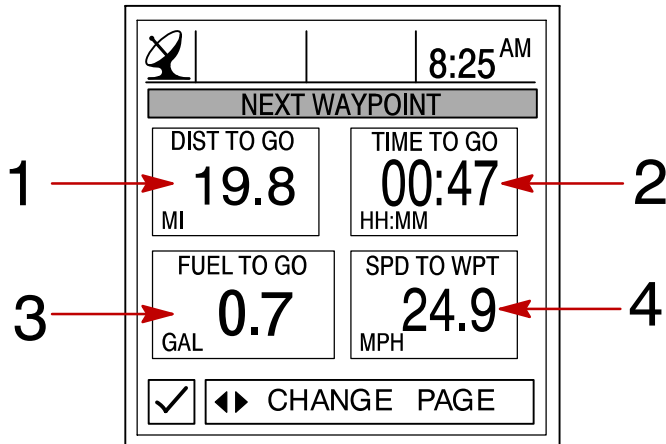 8:25 AM
NEXT WAYPOINT
DIST TO GO
TIME TO GO
1
19.8
00:47
2
MI
HH:MM
FUEL TO GO
SPD TO WPT
3
0.7
24.9
4
GAL
MPH
CHANGE PAGE